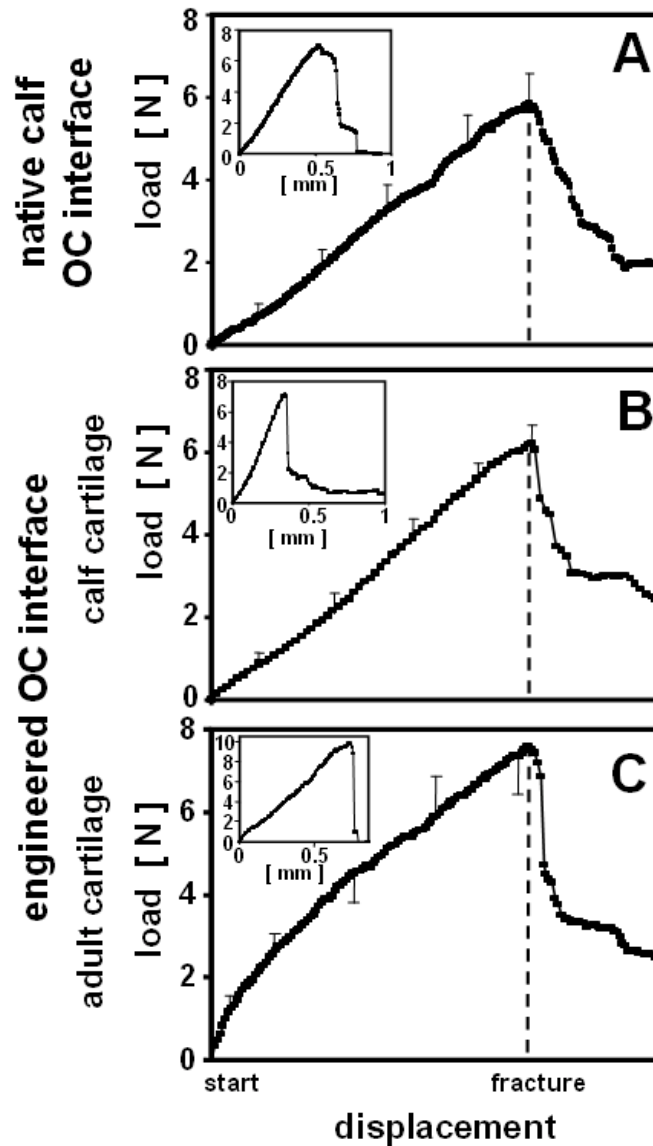 native calf
OC interface
load [ N ]
8
6
4
2
0
A
8
6
4
2
0
0.5
1
[ mm ]
engineered OC interface
calf cartilage
load [ N ]
8
6
4
2
0
B
8
6
4
2
0
0
0.5
1
[ mm ]
adult cartilage
load [ N ]
8
6
4
2
0
C
10
8
6
4
2
0
0
0.5
[ mm ]
start
fracture
displacement